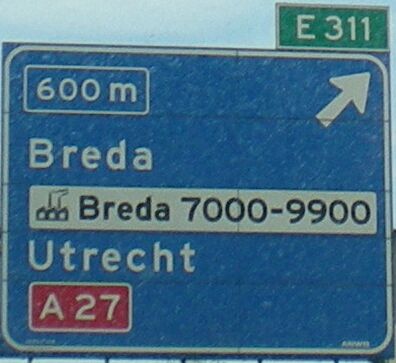 E 311
600 m
Breda
Breda 7000-9900
Utrecht
A 27